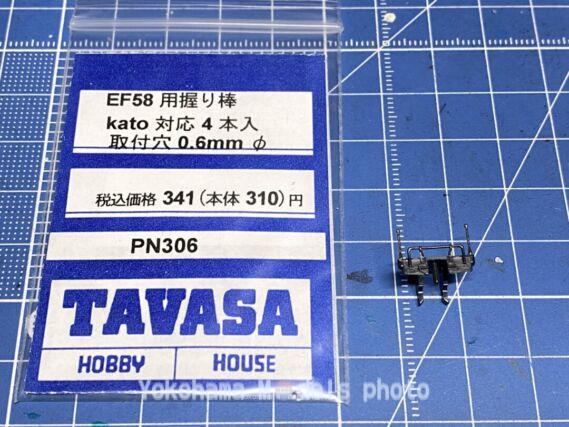 EF58 用握り棒
kato 対応 4 本入
取付穴 0.6mm φ
税込価格 341 (本体 310) 円
PN306
TAVASA
HOBBY HOUSE
Yokohama Models photo